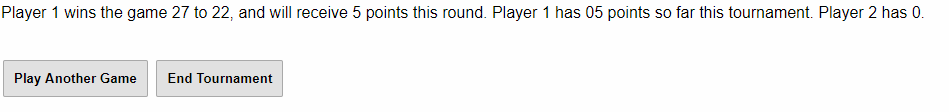 Player 1 wins the game 27 to 22, and will receive 5 points this round. Player 1 has 05 points so far this tournament. Player 2 has 0.
Play Another Game End Tournament